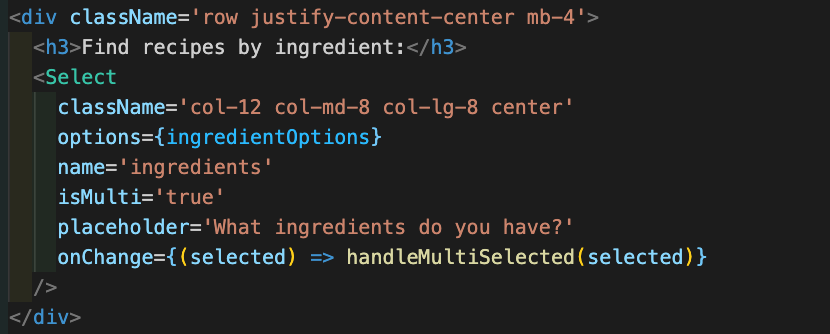 <div className='row justify-content-center mb-4'>
<h3>Find recipes by ingredient:</h3>
<Select
className='col-12 col-md-8 col-lg-8 center'
options={ingredientOptions}
name='ingredients'
isMulti='true'
placeholder='What ingredients do you have?'
onChange={(selected) => handleMultiSelected(selected)}
/>
</div>